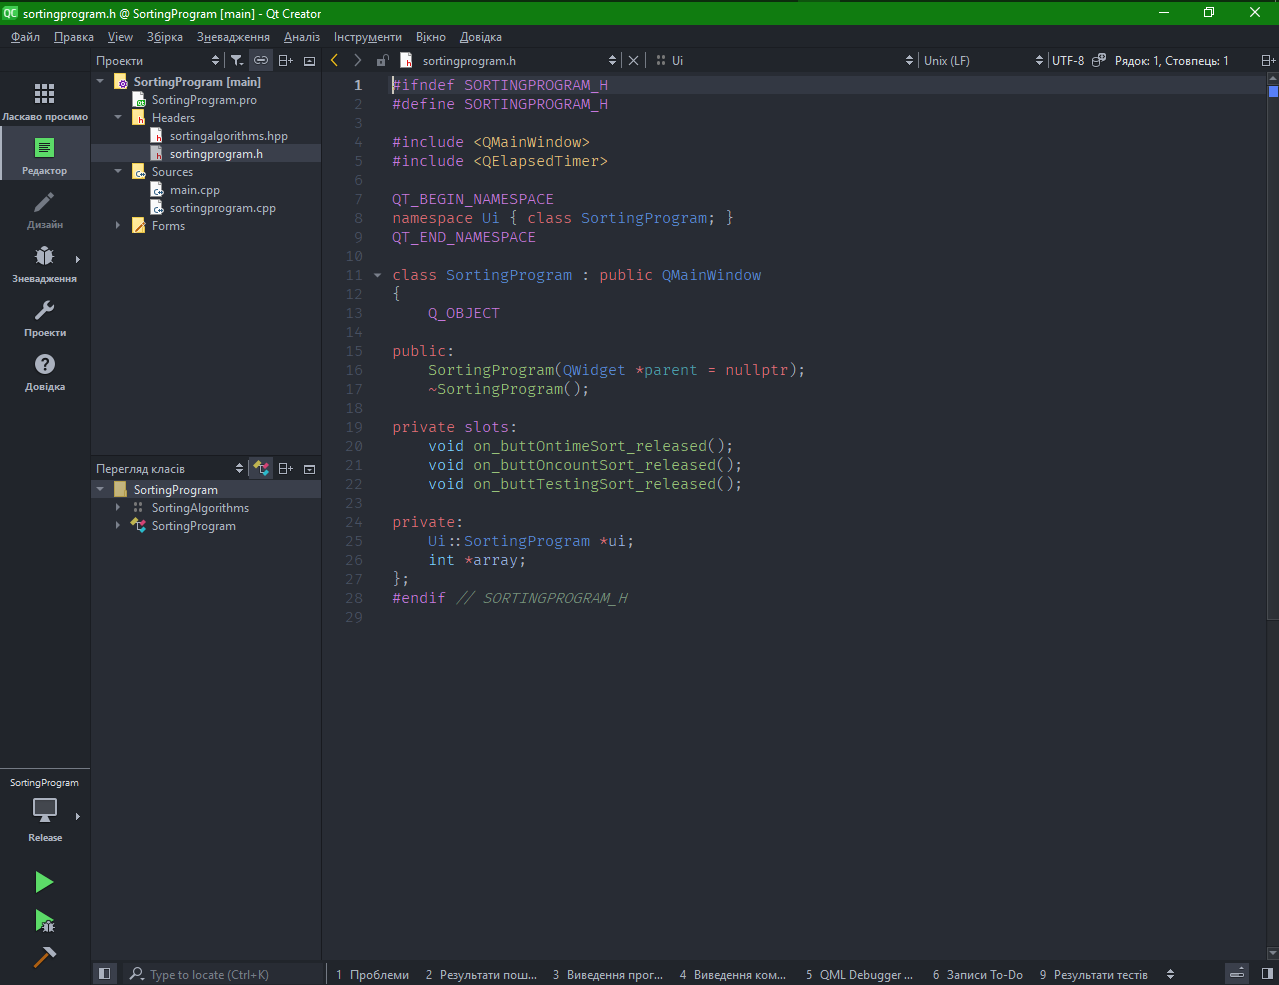 QC sortingprogram.h @ SortingProgram [main] - Qt Creator
Файл Правка View Збірка Зневадження Аналіз Інструменти Вікно Довідка
Проекти
sortingprogram.h
Ui
Unix (LF)
UTF-8
Рядок: 1, Стовпець: 1
Ласкаво просимо
Редактор
Дизайн
Зневадження
Проекти
Довідка
SortingProgram [main]
SortingProgram.pro
Headers
sortingalgorithms.hpp
sortingprogram.h
Sources
main.cpp
sortingprogram.cpp
Forms
Перегляд класів
SortingProgram
SortingAlgorithms
SortingProgram
1 #ifndef SORTINGPROGRAM_H
2 #define SORTINGPROGRAM_H
3
4 #include <QMainWindow>
5 #include <QElapsedTimer>
6
7 QT_BEGIN_NAMESPACE
8 namespace Ui { class SortingProgram; }
9 QT_END_NAMESPACE
10
11 class SortingProgram : public QMainWindow
12 {
13 Q_OBJECT
14
15 public:
16 SortingProgram(QWidget *parent = nullptr);
17 ~SortingProgram();
18
19 private slots:
20 void on_buttOntimeSort_released();
21 void on_buttOncountSort_released();
22 void on_buttTestingSort_released();
23
24 private:
25 Ui::SortingProgram *ui;
26 int *array;
27 };
28 #endif // SORTINGPROGRAM_H
29
SortingProgram
Release
Type to locate (Ctrl+K)
1 Проблеми 2 Результати пош... 3 Виведення прог... 4 Виведення ком... 5 QML Debugger ... 6 Записи To-Do 9 Результати тестів